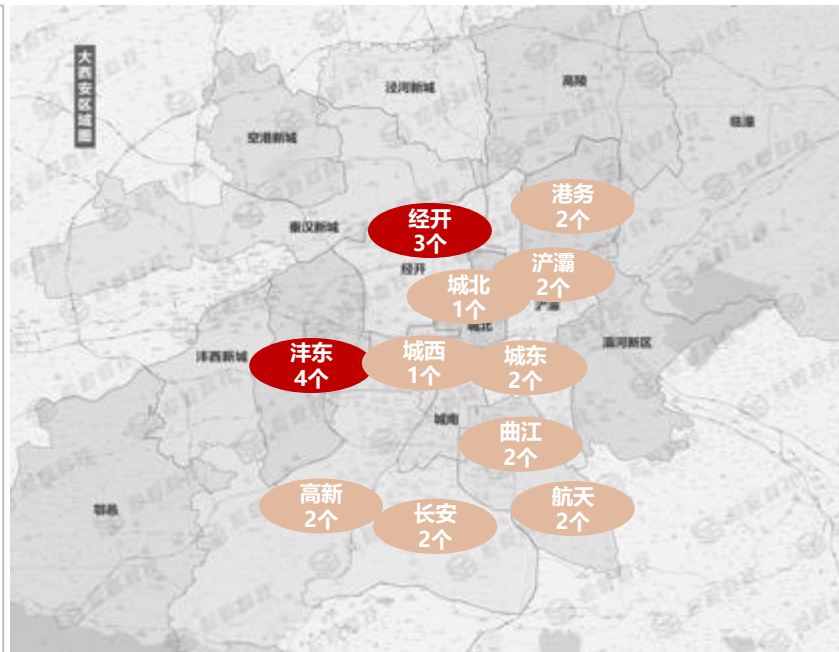 大西安区域图
泾河新城
高陵
临潼
空港新城
港务
2个
秦汉新城
经开
3个
经开
浐灞
2个
城北
1个
浐灞
城北
沣西新城
沣东
4个
城西
1个
城东
2个
灞河新区
城南
曲江
2个
鄠邑
高新
2个
长安
2个
航天
2个